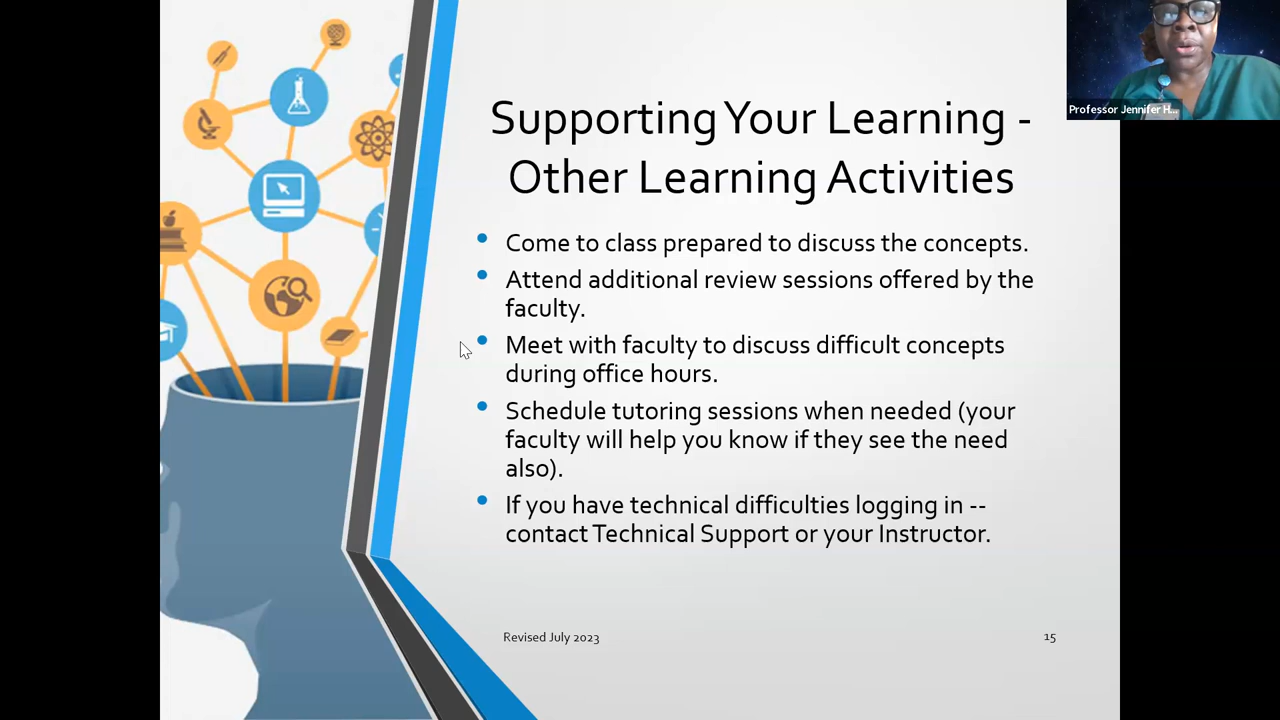 Professor Jennifer H...
Supporting Your Learning -
Other Learning Activities
• Come to class prepared to discuss the concepts.
• Attend additional review sessions offered by the
faculty.
• Meet with faculty to discuss difficult concepts
during office hours.
• Schedule tutoring sessions when needed (your
faculty will help you know if they see the need
also).
• If you have technical difficulties logging in --
contact Technical Support or your Instructor.
Revised July 2023
15